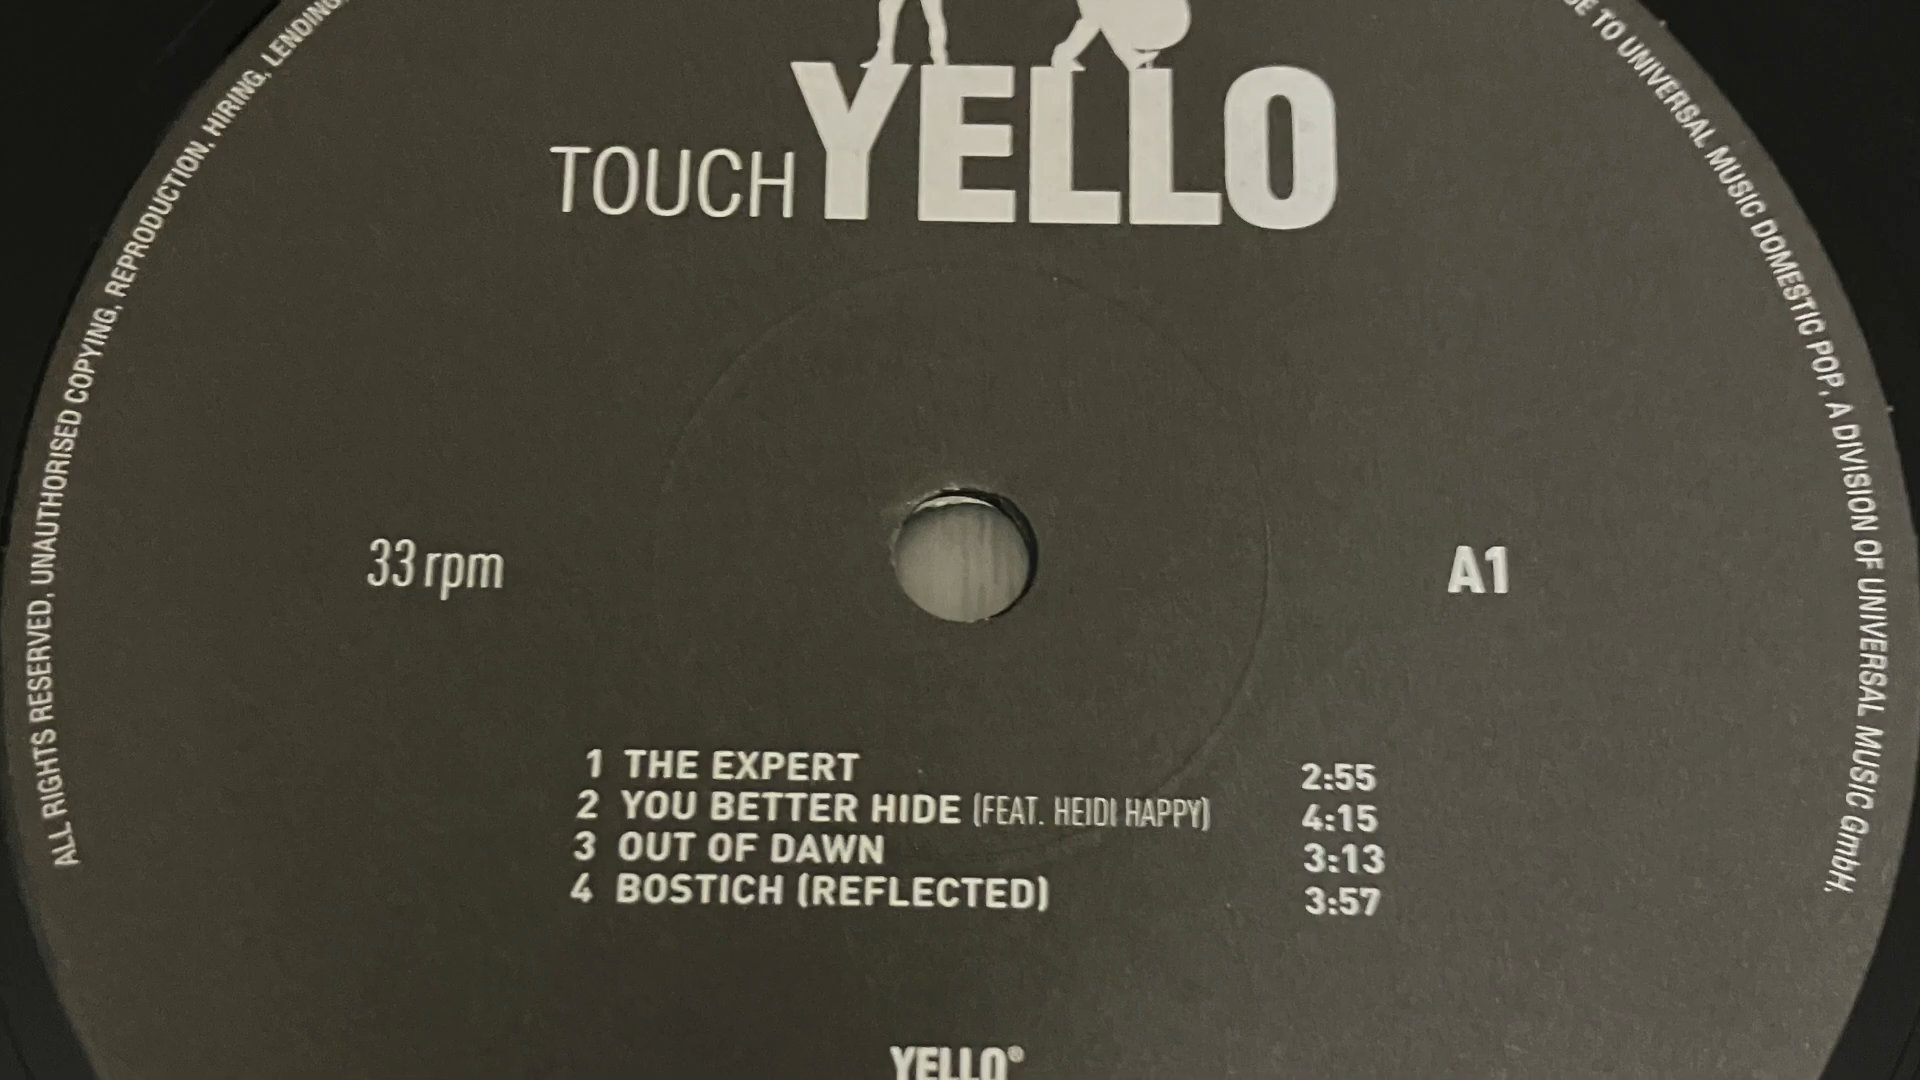 TOUCH YELLO
33 rpm
A1
1 THE EXPERT 2:55
2 YOU BETTER HIDE (FEAT. HEIDI HAPPY) 4:15
3 OUT OF DAWN 3:13
4 BOSTICH (REFLECTED) 3:57
YELLO®
ALL RIGHTS RESERVED, UNAUTHORISED COPYING, REPRODUCTION, HIRING, LENDING,
TO UNIVERSAL MUSIC DOMESTIC POP, A DIVISION OF UNIVERSAL MUSIC GmbH.